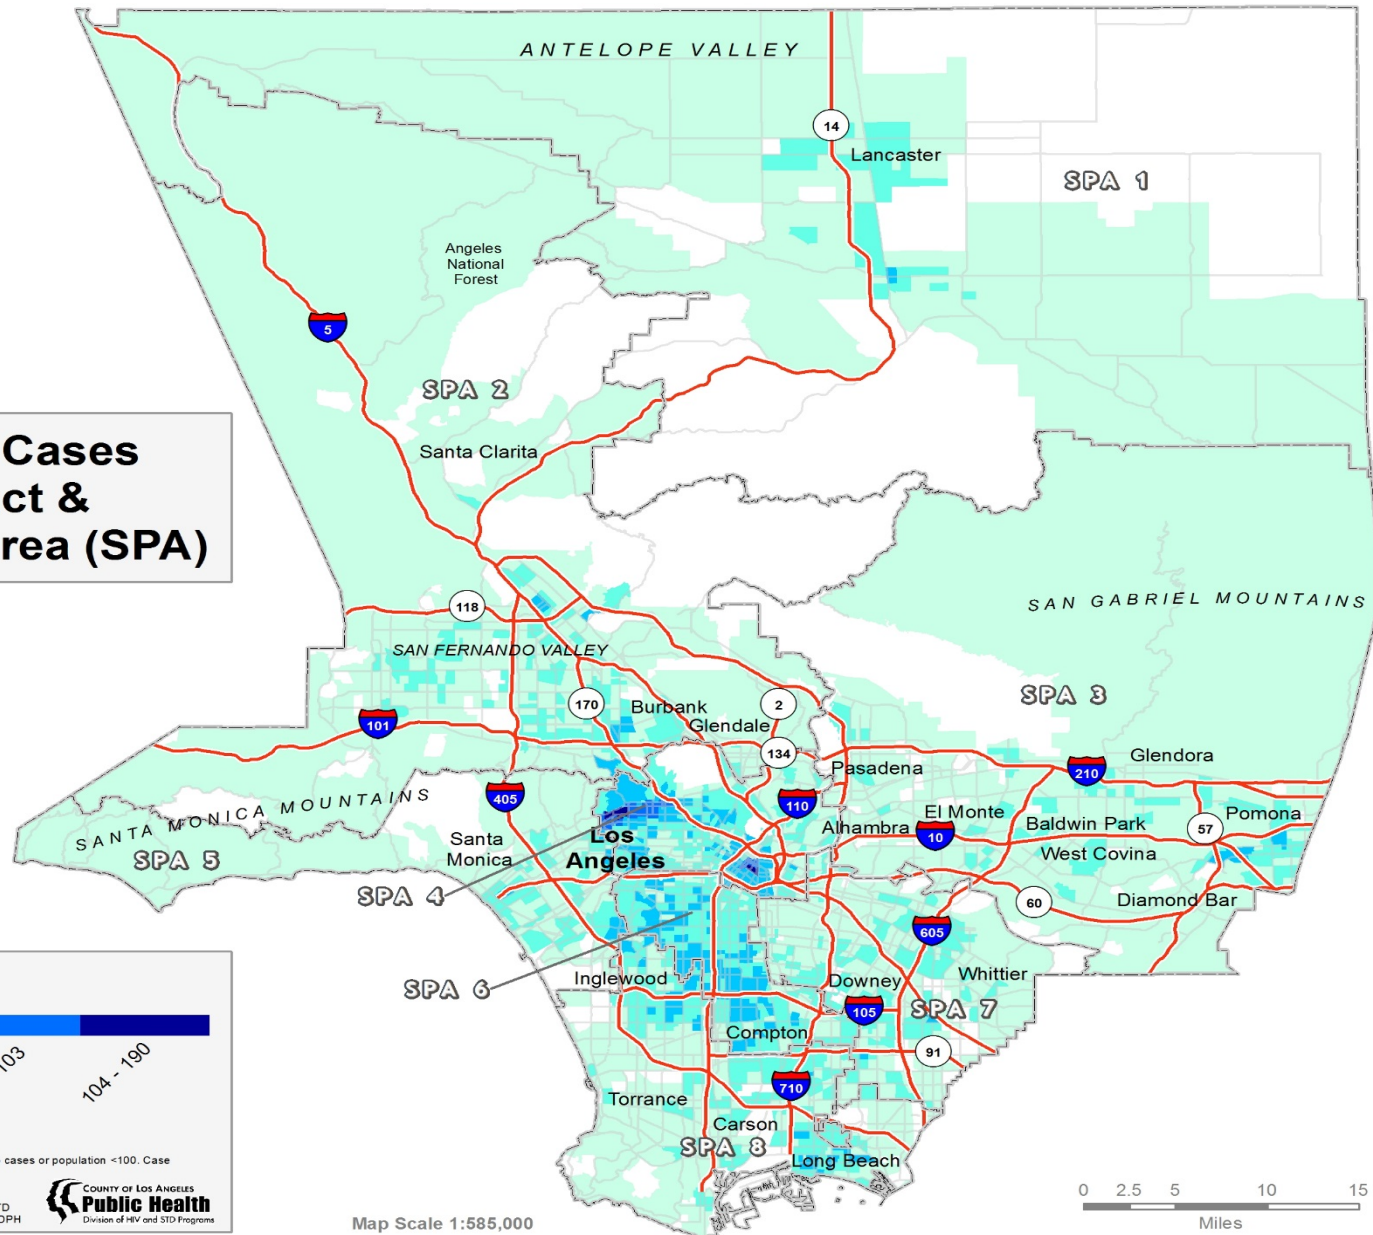 ANTELOPE VALLEY
14
Lancaster
SPA 1
Angeles
National
Forest
5
SPA 2
Santa Clarita
Cases
ct &
rea (SPA)
118
SAN GABRIEL MOUNTAINS
SAN FERNANDO VALLEY
SPA 3
170
Burbank
2
101
Glendale
134
Glendora
Pasadena
210
405
110
SANTA MONICA MOUNTAINS
El Monte
Pomona
Alhambra
10
Baldwin Park
57
Los
Angeles
Santa
Monica
West Covina
SPA 5
SPA 4
60
Diamond Bar
605
Inglewood
Downey
Whittier
SPA 6
105
SPA 7
Compton
91
103
104 - 190
710
Torrance
Carson
SPA 8
Long Beach
cases or population <100. Case
COUNTY OF LOS ANGELES
Public Health
Division of HIV and STD Programs
TD
DPH
Map Scale 1:585,000
0 2.5 5 10 15
Miles